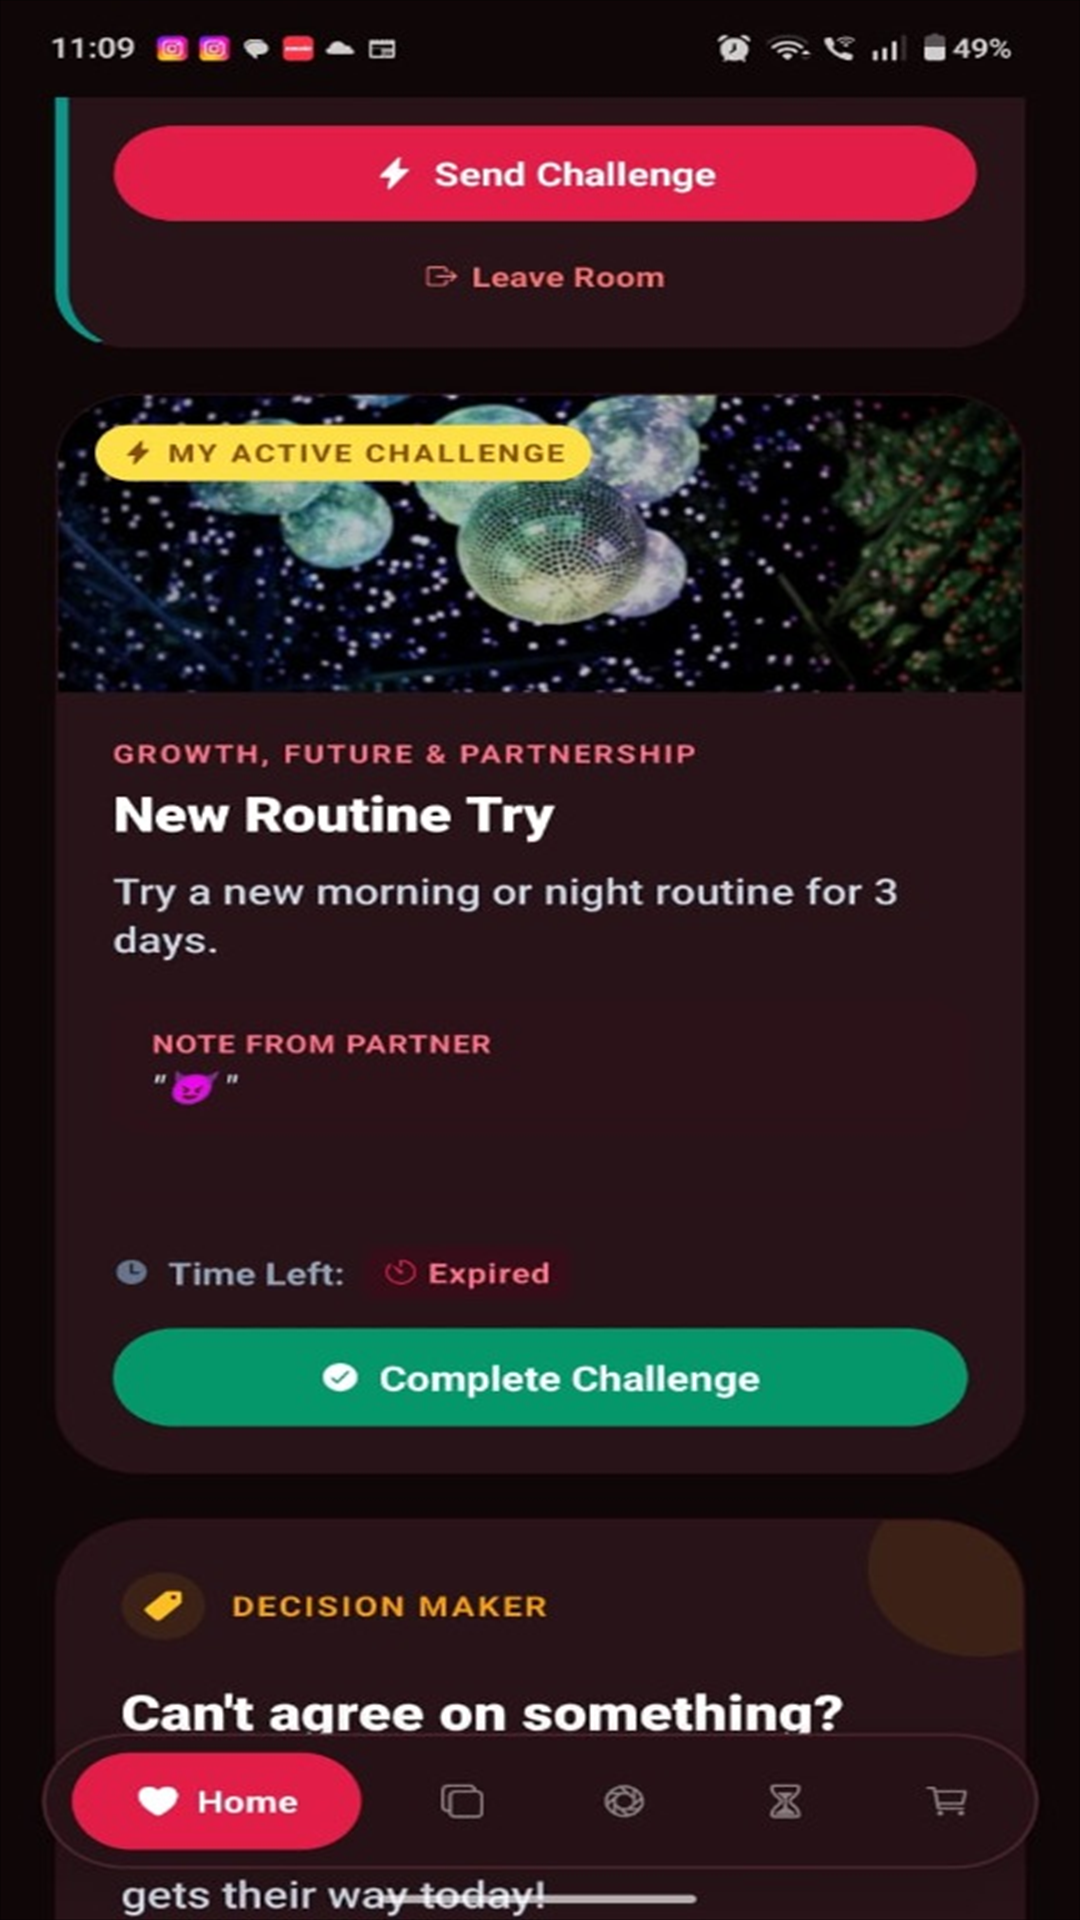 11:09
49%
Send Challenge
Leave Room
MY ACTIVE CHALLENGE
GROWTH, FUTURE & PARTNERSHIP
New Routine Try
Try a new morning or night routine for 3
days.
NOTE FROM PARTNER
"😈"
Time Left: Expired
Complete Challenge
DECISION MAKER
Can't agree on something?
Home
gets their way today!